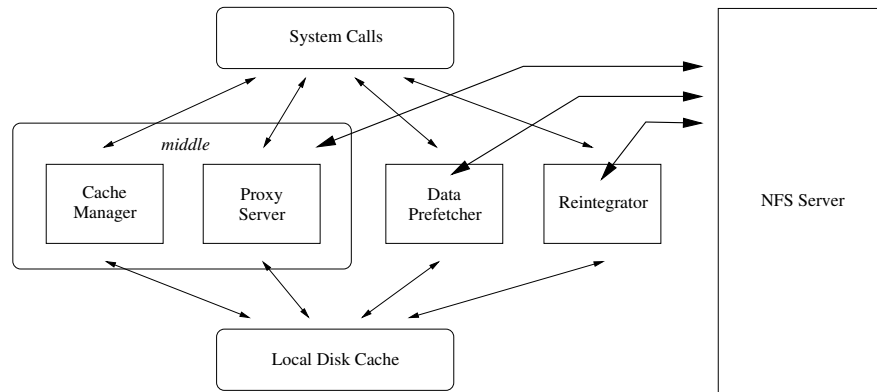 System Calls
middle
Cache
Manager
Proxy
Server
Data
Prefetcher
Reintegrator
NFS Server
Local Disk Cache